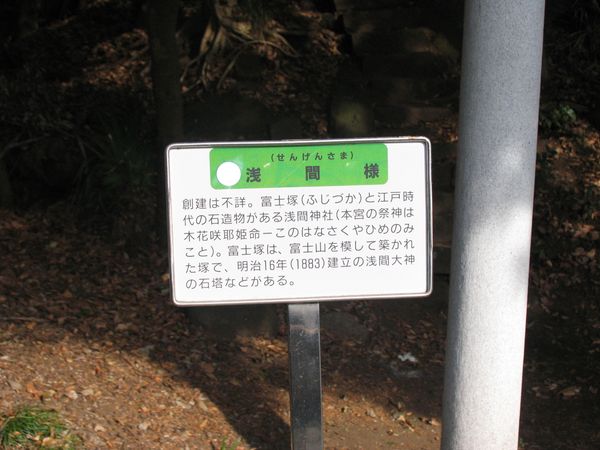 (せんげんさま)
浅間様
創建は不詳。富士塚(ふじづか)と江戸時
代の石造物がある浅間神社(本宮の祭神は
木花咲耶姫命ーこのはなさくやひめのみ
こと)。富士塚は、富士山を模して築かれ
た塚で、明治16年(1883)建立の浅間大神
の石塔などがある。